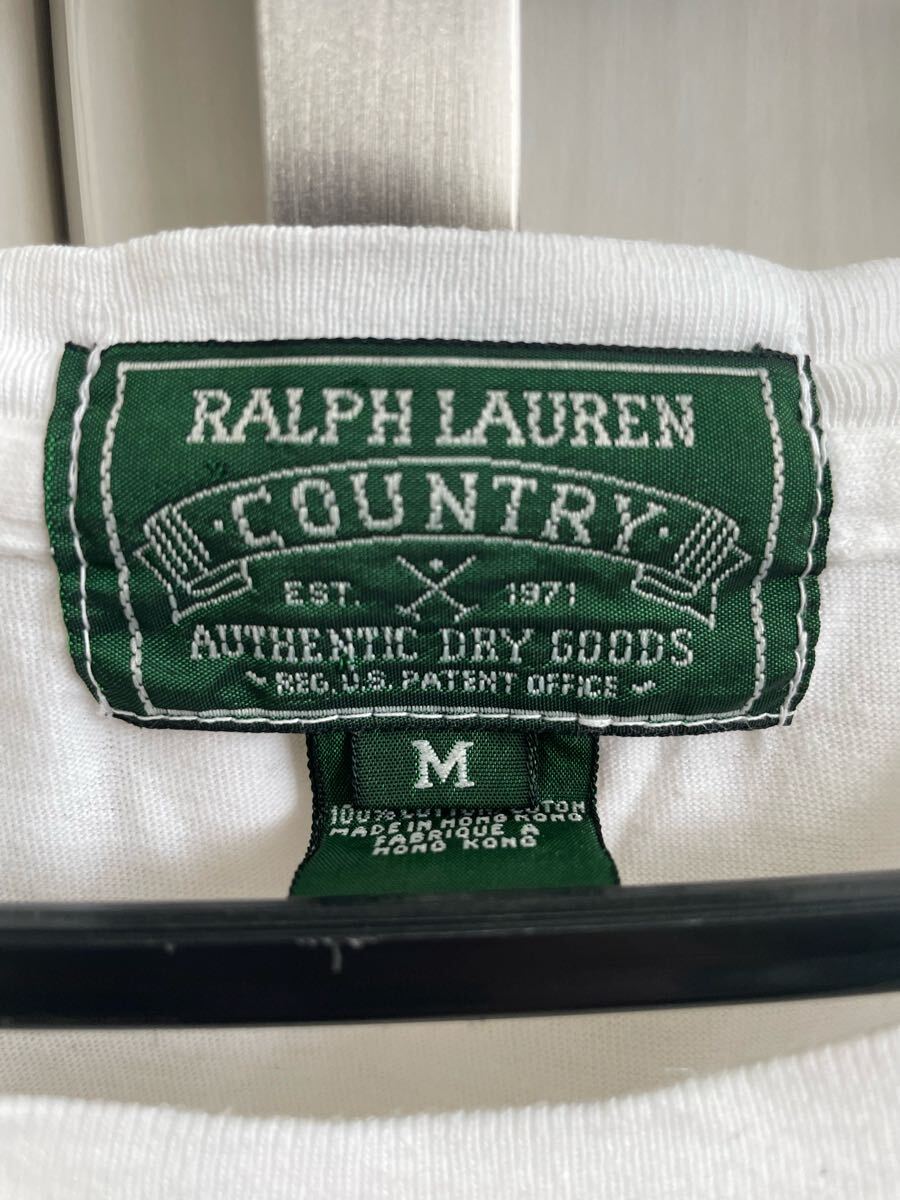 RALPH LAUREN
· COUNTRY ·
EST. 1971
AUTHENTIC DRY GOODS
REG. U.S. PATENT OFFICE
M
100% COTTON COTON
MADE IN HONG KONG
FABRIQUE A
HONG KONG